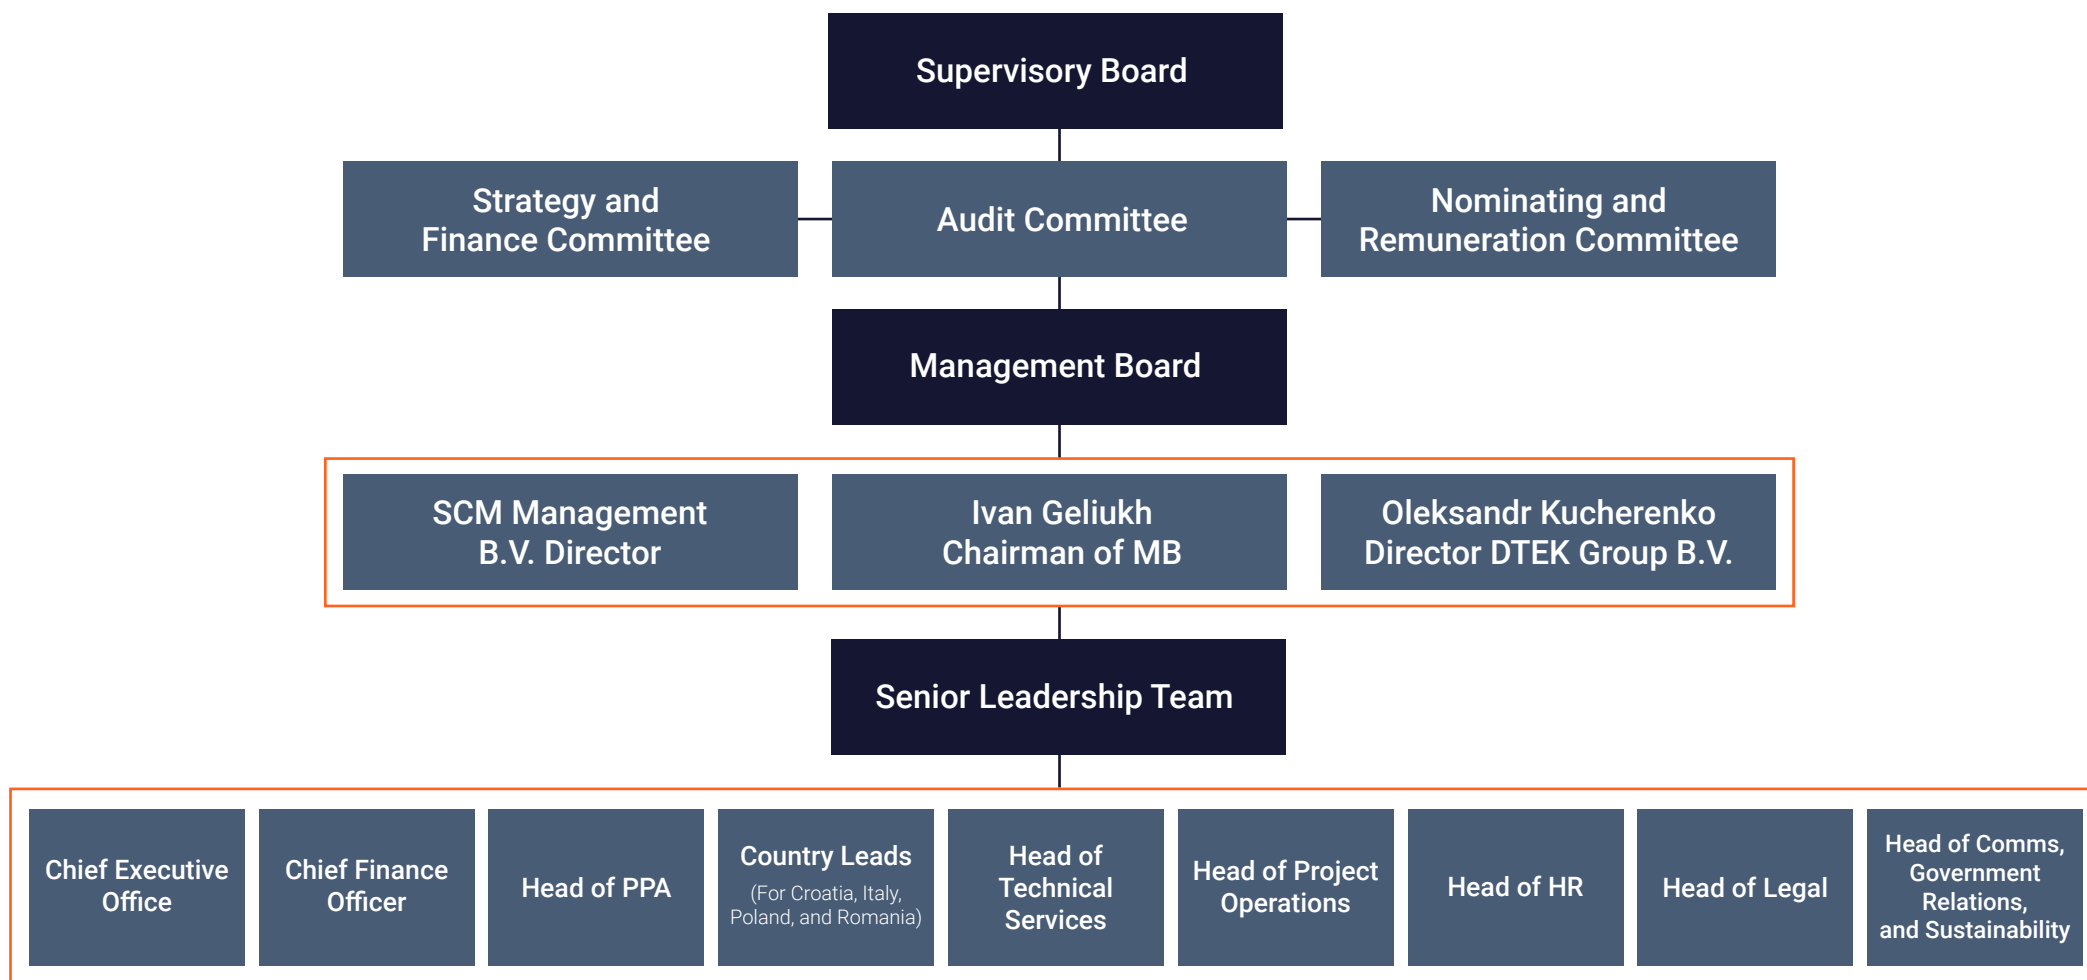 Supervisory Board
Strategy and
Finance Committee
Audit Committee
Nominating and
Remuneration Committee
Management Board
SCM Management
B.V. Director
Ivan Geliukh
Chairman of MB
Oleksandr Kucherenko
Director DTEK Group B.V.
Senior Leadership Team
Chief Executive
Office
Chief Finance
Officer
Head of PPA
Country Leads
(For Croatia, Italy,
Poland, and Romania)
Head of
Technical
Services
Head of Project
Operations
Head of HR
Head of Legal
Head of Comms,
Government
Relations,
and Sustainability